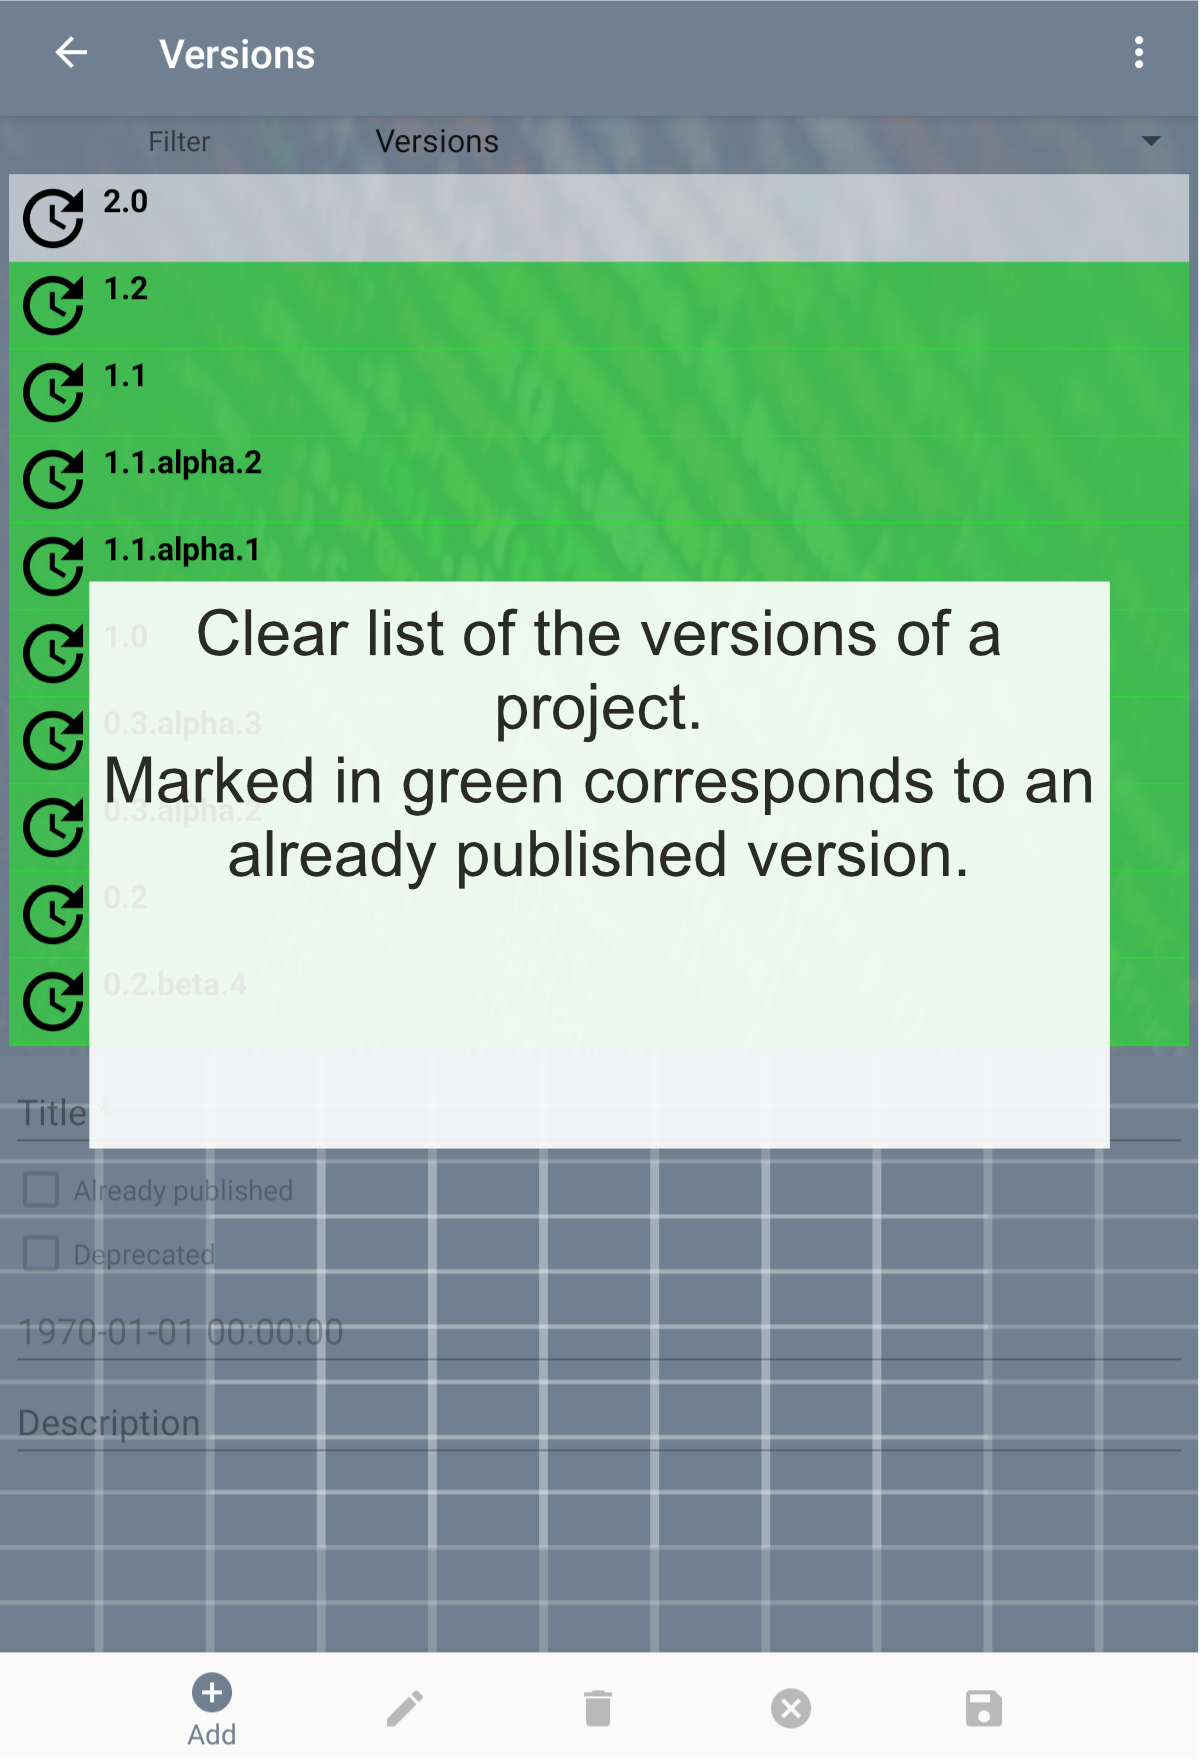 Versions
Filter Versions
2.0
1.2
1.1
1.1.alpha.2
1.1.alpha.1
1.0
0.3.alpha.3
0.3.alpha.2
0.2
0.2.beta.4
Clear list of the versions of a
project.
Marked in green corresponds to an
already published version.
Title *
Already published
Deprecated
1970-01-01 00:00:00
Description
Add